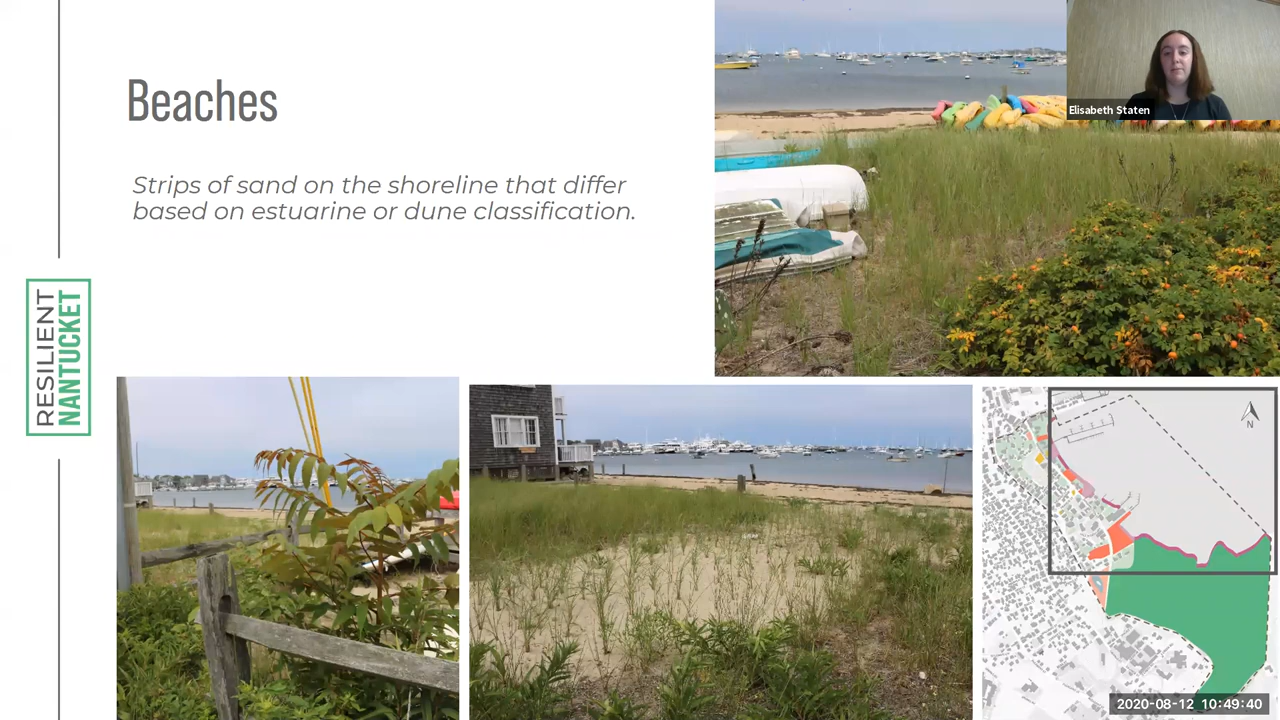 Beaches
Strips of sand on the shoreline that differ
based on estuarine or dune classification.
RESILIENT
NANTUCKET
Elisabeth Staten
N
2020-08-12 10:49:40